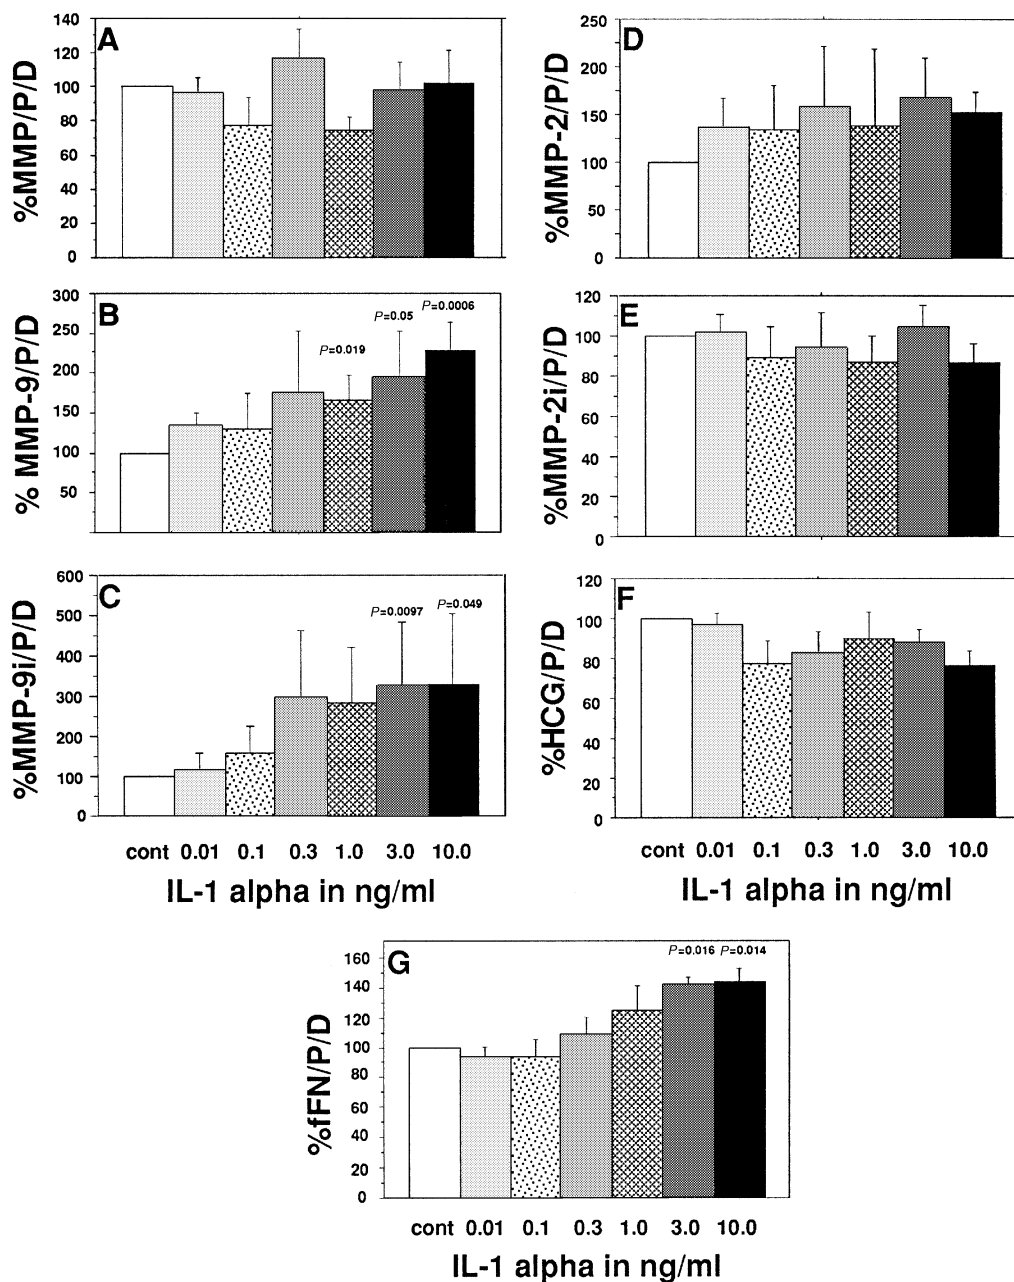 A
%MMP/P/D
140
120
100
80
60
40
20
0
D
%MMP-2/P/D
250
200
150
100
50
0
B
% MMP-9/P/D
300
250
200
150
100
50
P=0.019
P=0.05
P=0.0006
E
%MMP-2i/P/D
120
100
80
60
40
20
0
C
%MMP-9i/P/D
600
500
400
300
200
100
0
P=0.0097
P=0.049
cont 0.01 0.1 0.3 1.0 3.0 10.0
IL-1 alpha in ng/ml
F
%HCG/P/D
120
100
80
60
40
20
0
cont 0.01 0.1 0.3 1.0 3.0 10.0
IL-1 alpha in ng/ml
G
%fFN/P/D
160
140
120
100
80
60
40
20
0
P=0.016 P=0.014
cont 0.01 0.1 0.3 1.0 3.0 10.0
IL-1 alpha in ng/ml